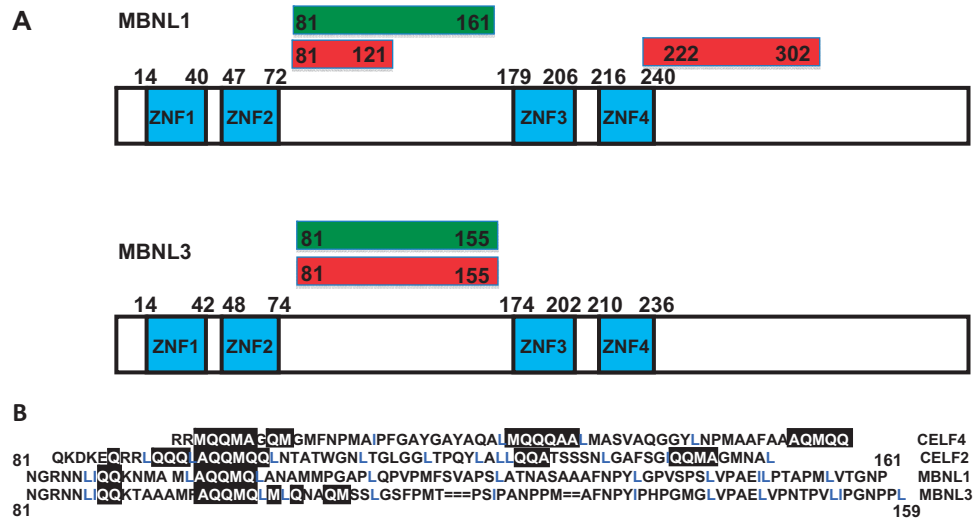 A
MBNL1
81 161
81 121
222 302
14 40 47 72 179 206 216 240
ZNF1 ZNF2 ZNF3 ZNF4
MBNL3
81 155
81 155
14 42 48 74 174 202 210 236
ZNF1 ZNF2 ZNF3 ZNF4
B
RRMQQMAGQMGMFNPMAIPFGAYGAYAQALMQQQAALMASVAQGGYLNPMAAFAAAQMQQ CELF4
81 QKDKEQRRLQQQLAQQMQQLNTATWGNLTGLGGLTPQYLALLQQATSSSNLGAFSGIQQMAGMNAL 161 CELF2
NGRNNLIQQKNMA MLAQQMQLANAMMPGAPLQPVPMFSVAPSLATNASAAAFNPYLGPVSPSLVPAEILPTAPMLVTGNP MBNL1
NGRNNLIQQKTAAAMFAQQMQLMLQNAQMSSLGSFPMT===PSIPANPPM==AFNPYIPHPGMGLVPAELVPNTPVLIPGNPPL MBNL3
81 159